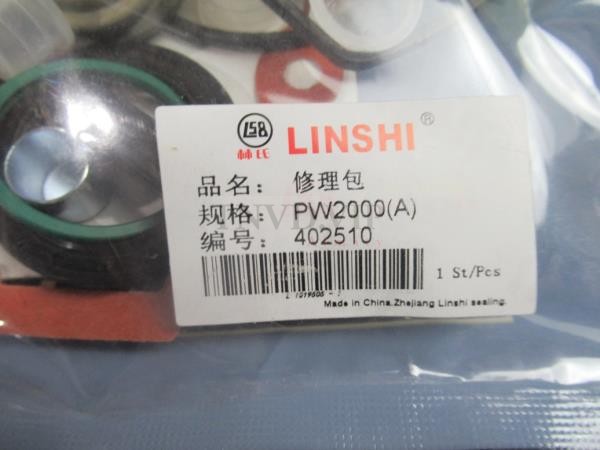 LSB LINSHI®
林氏
品名: 修理包
规格: PW2000(A)
编号: 402510
1 St/Pcs
Made in China.Zhejiang Linshi sealing.